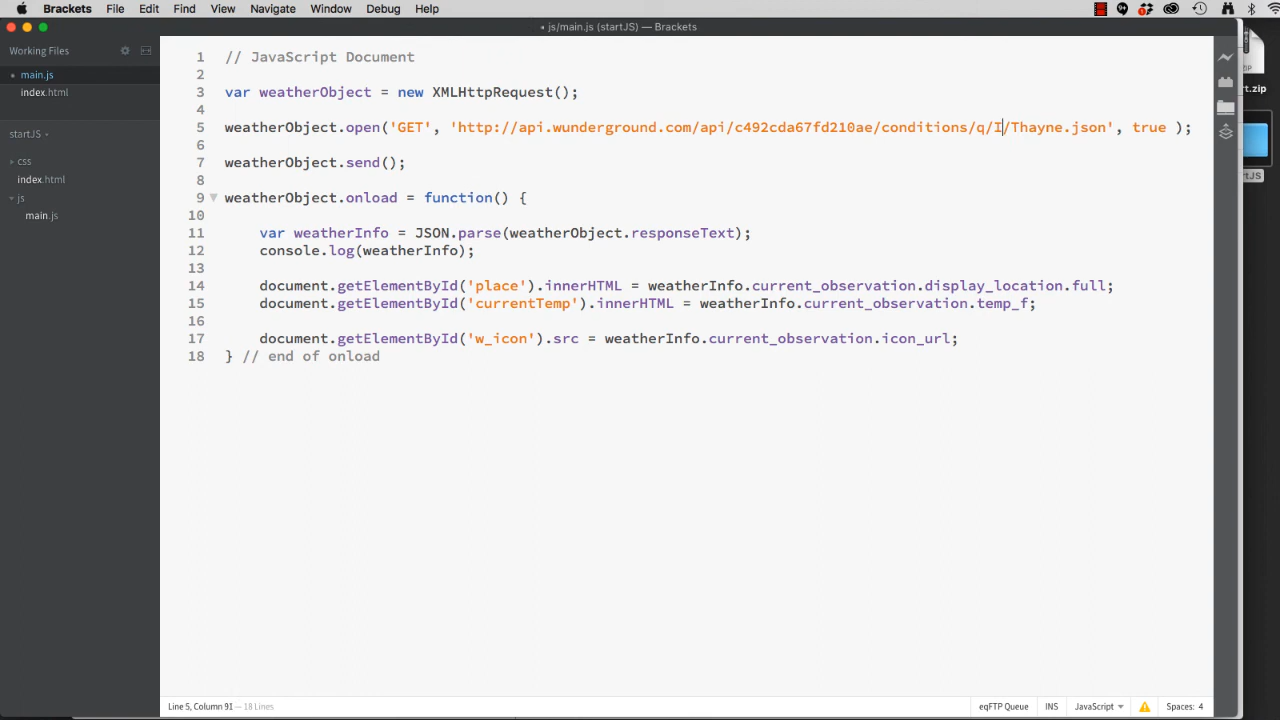 Brackets File Edit Find View Navigate Window Debug Help
js/main.js (startJS) — Brackets
Working Files
main.js
index.html
startJS
css
index.html
js
main.js
1 // JavaScript Document
2
3 var weatherObject = new XMLHttpRequest();
4
5 weatherObject.open('GET', 'http://api.wunderground.com/api/c492cda67fd210ae/conditions/q/I/Thayne.json', true );
6
7 weatherObject.send();
8
9 weatherObject.onload = function() {
10
11 var weatherInfo = JSON.parse(weatherObject.responseText);
12 console.log(weatherInfo);
13
14 document.getElementById('place').innerHTML = weatherInfo.current_observation.display_location.full;
15 document.getElementById('currentTemp').innerHTML = weatherInfo.current_observation.temp_f;
16
17 document.getElementById('w_icon').src = weatherInfo.current_observation.icon_url;
18 } // end of onload
ZIP
rt.zip
rtJS
Line 5, Column 91 — 18 Lines
eqFTP Queue INS JavaScript Spaces: 4